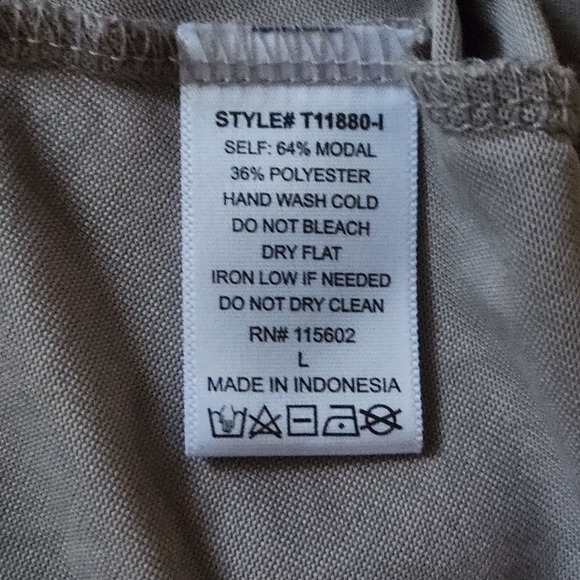 STYLE# T11880-I
SELF: 64% MODAL
36% POLYESTER
HAND WASH COLD
DO NOT BLEACH
DRY FLAT
IRON LOW IF NEEDED
DO NOT DRY CLEAN
RN# 115602
L
MADE IN INDONESIA